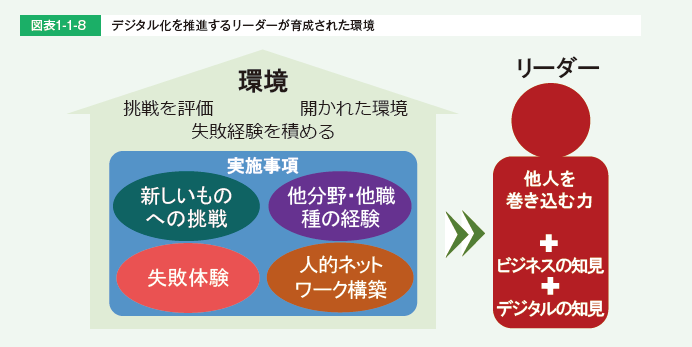 図表1-1-8 デジタル化を推進するリーダーが育成された環境
環境
挑戦を評価 開かれた環境
失敗経験を積める
実施事項
新しいもの
への挑戦
他分野・他職
種の経験
失敗体験
人的ネット
ワーク構築
リーダー
他人を
巻き込む力
+
ビジネスの知見
+
デジタルの知見